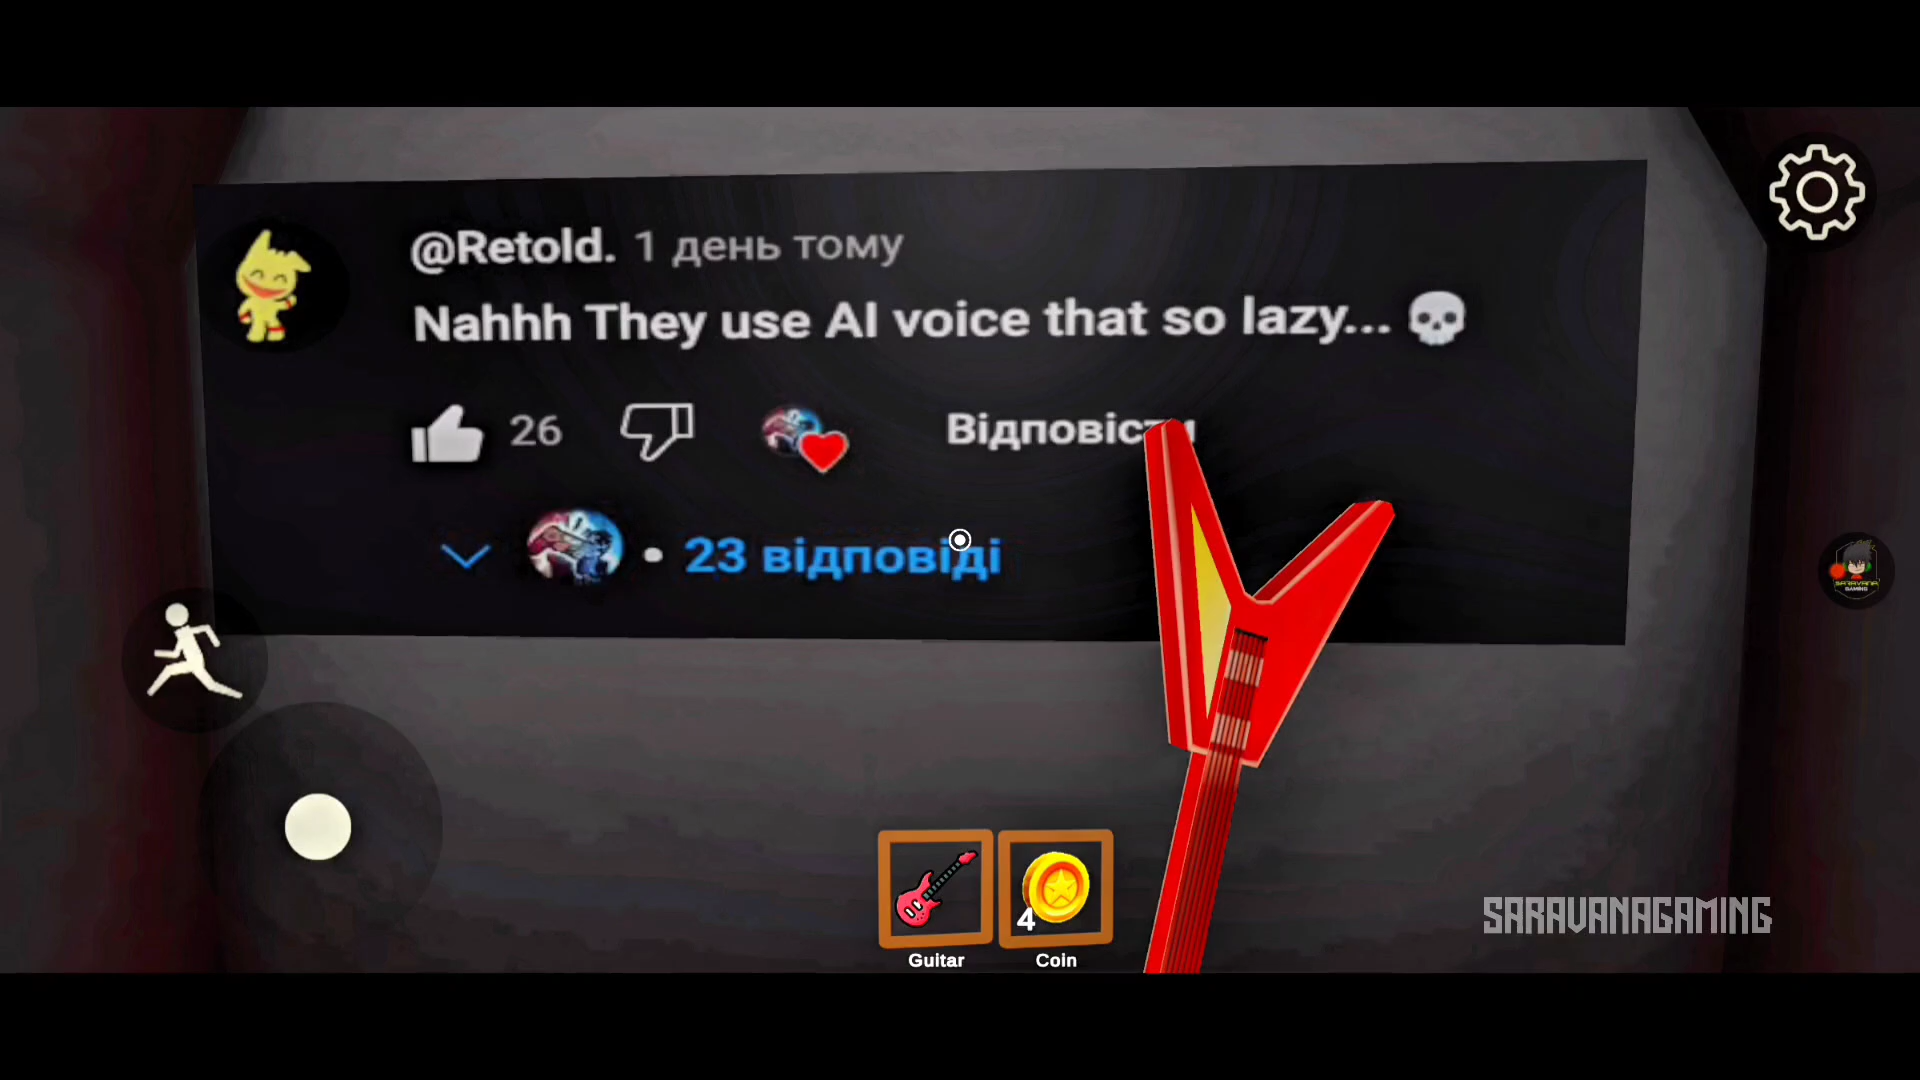 @Retold. 1 день тому
Nahhh They use AI voice that so lazy... 💀
26
23 відповіді
4
Guitar Coin
SARAVANAGAMING